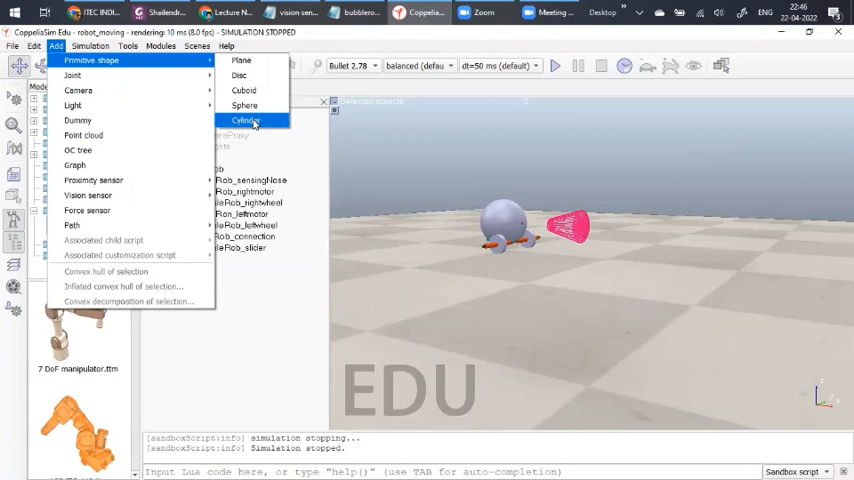 ITEC INDI...
Shailendr...
Lecture N...
vision sen...
bubblero...
Coppelia...
Zoom
Meeting ...
Desktop
22:46
22-04-2022
CoppeliaSim Edu - robot_moving - rendering: 10 ms (8.0 fps) - SIMULATION STOPPED
File Edit Add Simulation Tools Modules Scenes Help
Bullet 2.78 balanced (defau dt=50 ms (default)
Primitive shape
Joint
Camera
Light
Dummy
Point cloud
OC tree
Graph
Proximity sensor
Vision sensor
Force sensor
Path
Associated child script
Associated customization script
Convex hull of selection
Inflated convex hull of selection...
Convex decomposition of selection...
Plane
Disc
Cuboid
Sphere
Cylinder
Selected objects: 0
eraProxy
ghts
ob
Rob_sensingNose
Rob_rightmotor
leRob_rightwheel
Ron_leftmotor
leRob_leftwheel
Rob_connection
leRob_slider
7 DoF manipulator.ttm
EDU
[sandboxScript:info] simulation stopping...
[sandboxScript:info] Simulation stopped.
Input Lua code here, or type "help()" (use TAB for auto-completion)
Sandbox script